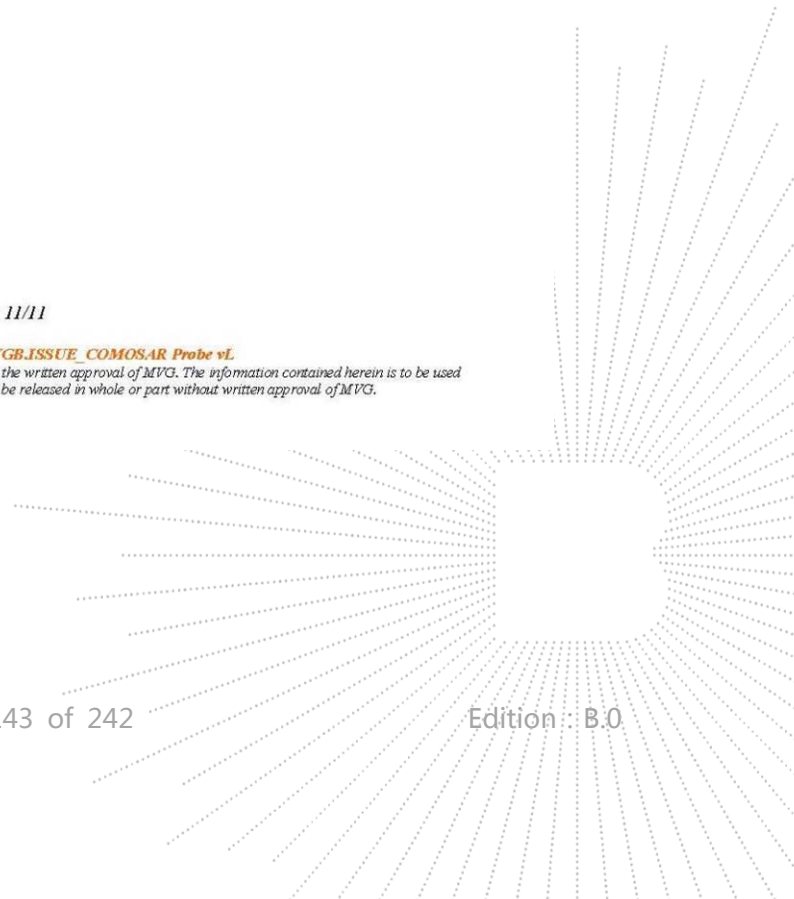 11/11
GB.ISSUE_COMOSAR Probe vL
the written approval of MVG. The information contained herein is to be used
be released in whole or part without written approval of MVG.
43 of 242 Edition : B.0